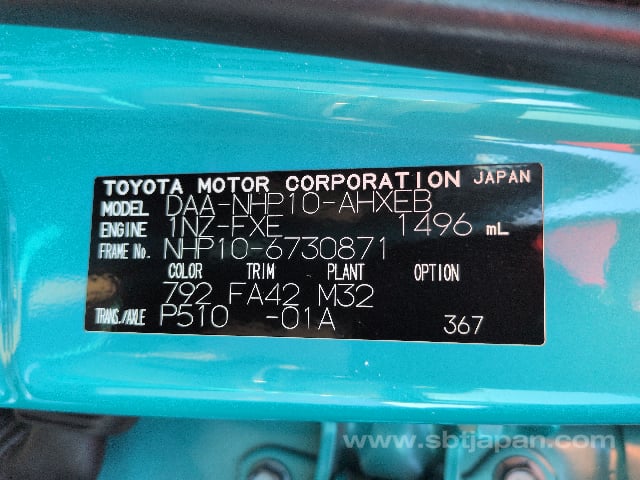 TOYOTA MOTOR CORPORATION JAPAN
MODEL DAA-NHP10-AHXEB
ENGINE 1NZ-FXE 1496 mL
FRAME No. NHP10-6730871
COLOR TRIM PLANT OPTION
792 FA42 M32
TRANS./AXLE P510 -01A 367
www.sbtjapan.com